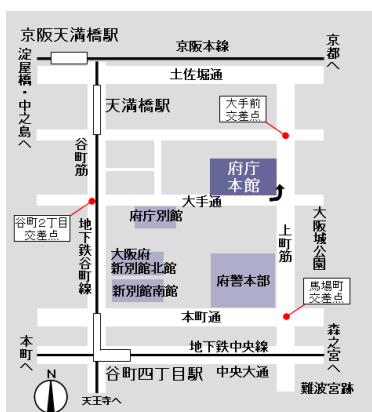 京阪天満橋駅
京阪本線
京都へ
淀屋橋・中之島へ
土佐堀通
天満橋駅
大手前
交差点
谷町筋
府庁
本館
大手通
府庁別館
谷町2丁目
交差点
地下鉄谷町線
上町筋
大阪城公園
大阪府
新別館北館
新別館南館
府警本部
馬場町
交差点
本町通
本町へ
地下鉄中央線
森之宮へ
谷町四丁目駅
中央大通
N
天王寺へ
難波宮跡